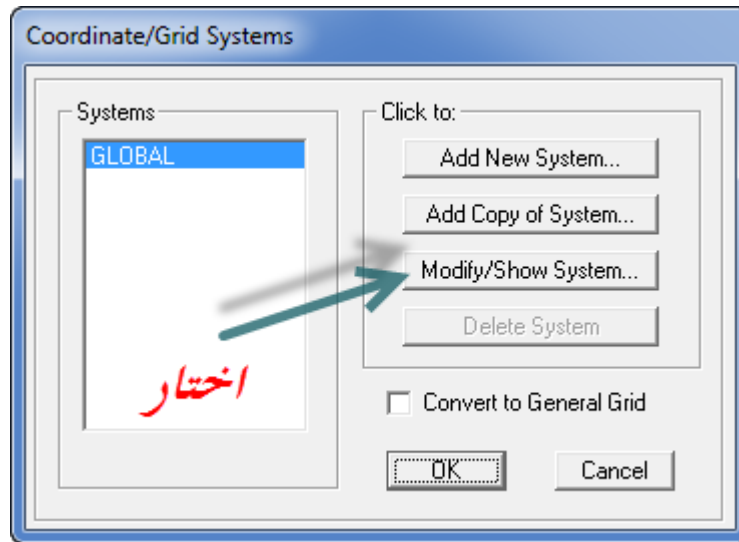 Coordinate/Grid Systems
Systems
GLOBAL
اختار
Click to:
Add New System...
Add Copy of System...
Modify/Show System...
Delete System
Convert to General Grid
OK
Cancel